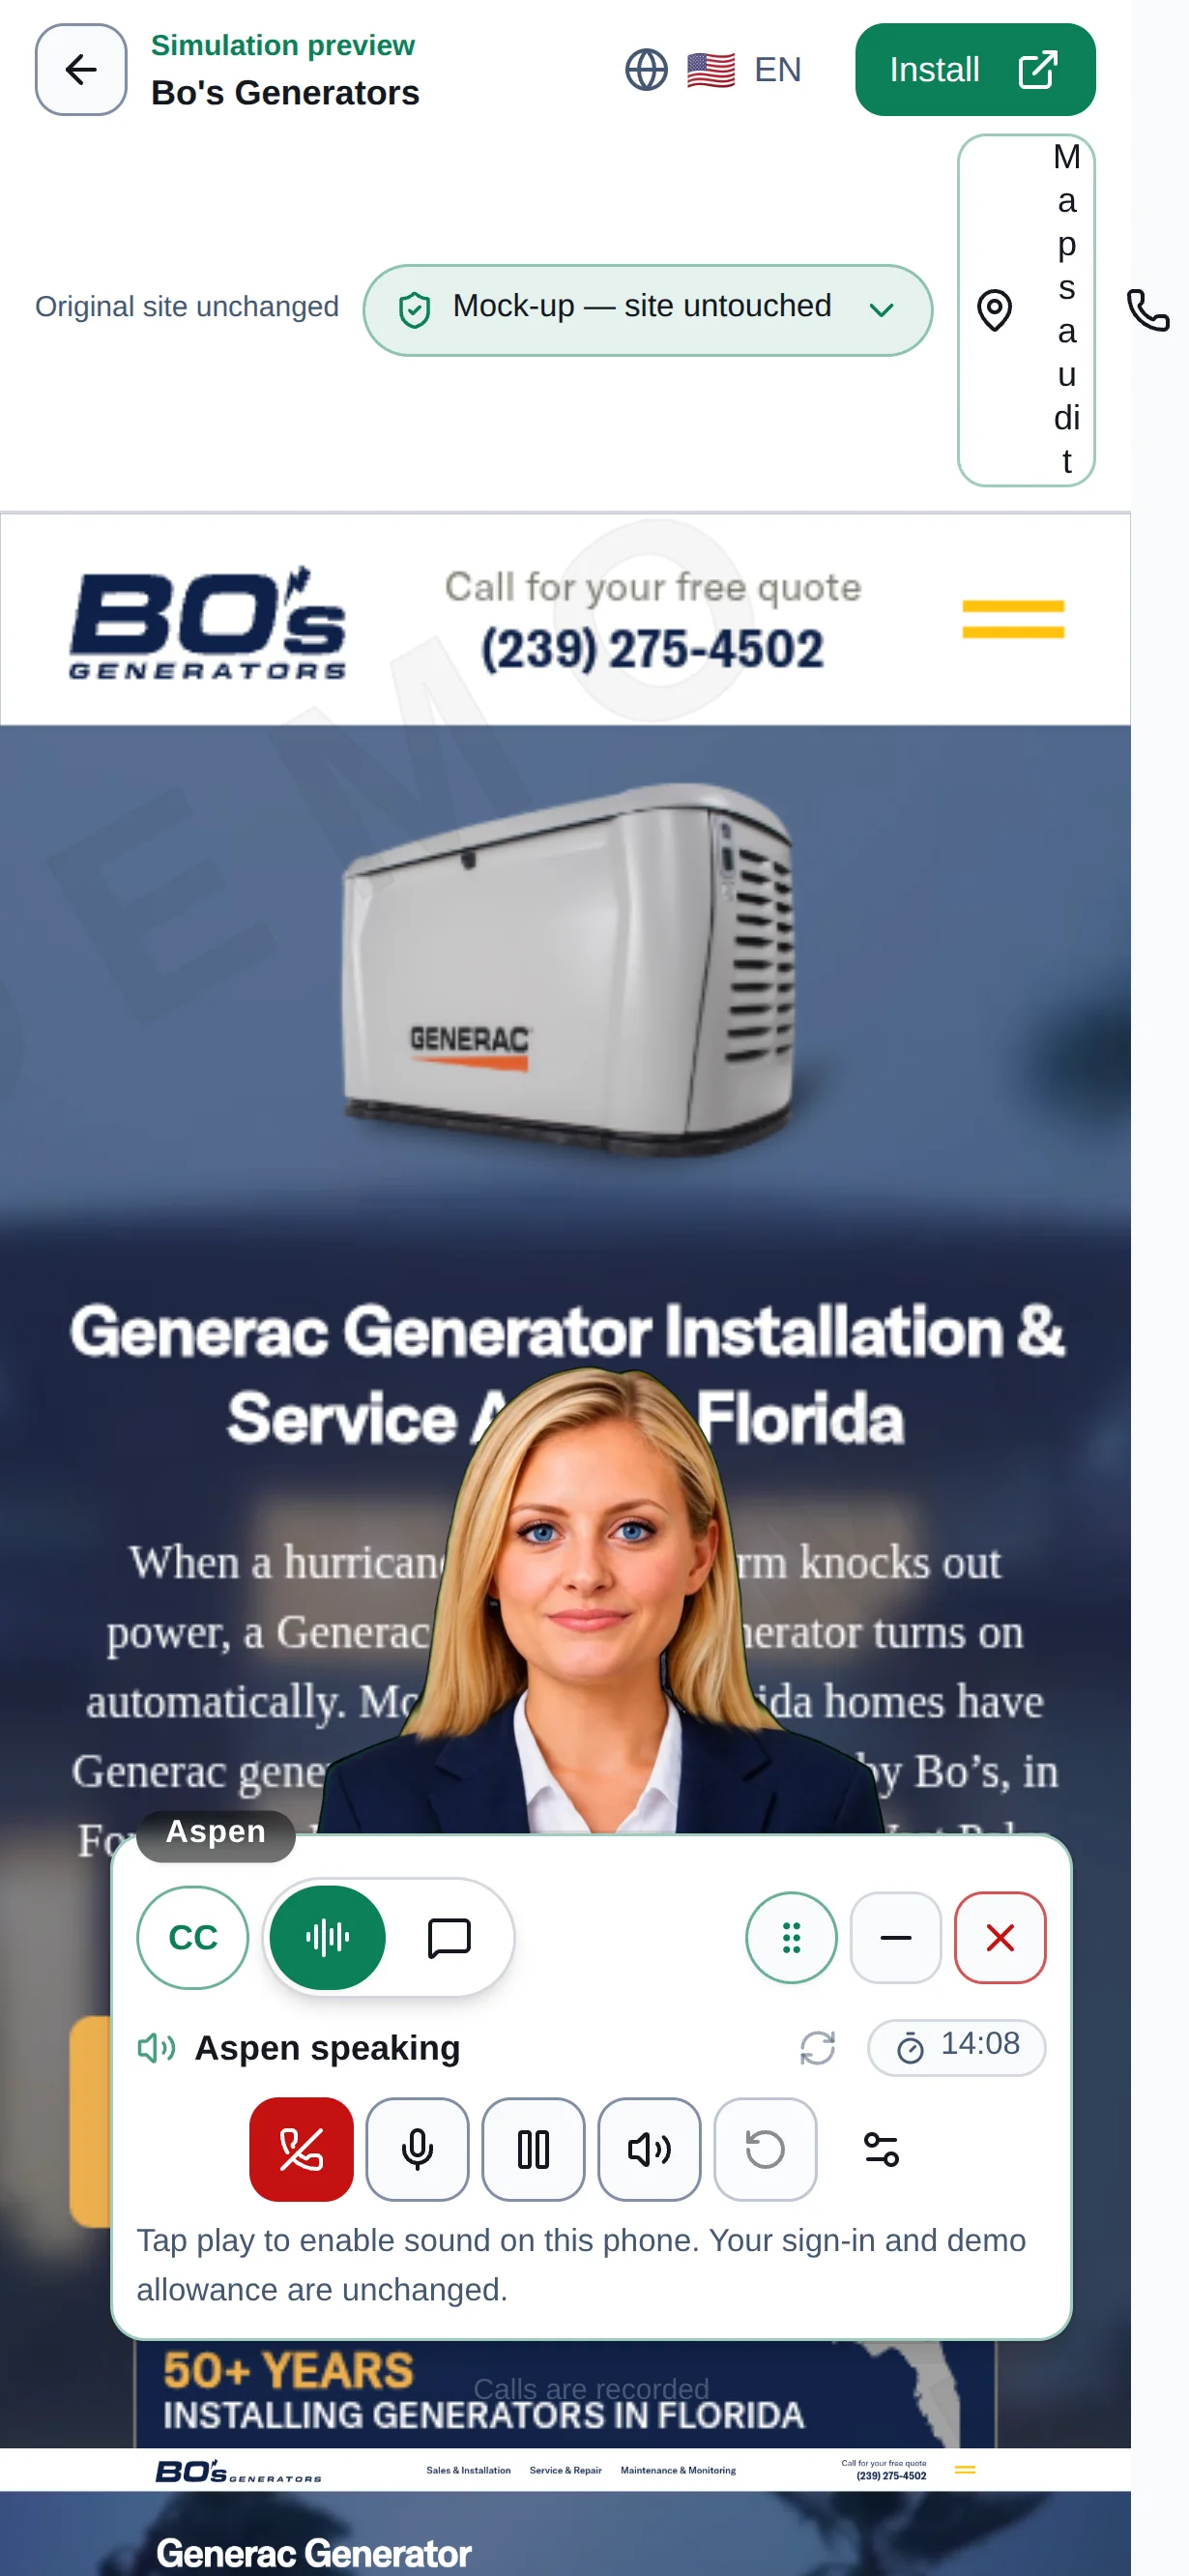 Simulation preview
Bo's Generators
EN
Install
Original site unchanged
Mock-up — site untouched
M
a
p
s
a
u
di
t
BO's
GENERATORS
Call for your free quote
(239) 275-4502
DEMO
GENERAC
Generac Generator Installation &
Service A Florida
When a hurricane rm knocks out
power, a Generac nerator turns on
automatically. Mo ida homes have
Generac gene by Bo's, in
Fo
Aspen
CC
Aspen speaking
14:08
Tap play to enable sound on this phone. Your sign-in and demo
allowance are unchanged.
50+ YEARS
Calls are recorded
INSTALLING GENERATORS IN FLORIDA
BO's GENERATORS
Sales & Installation Service & Repair Maintenance & Monitoring
Call for your free quote
(239) 275-4502
Generac Generator